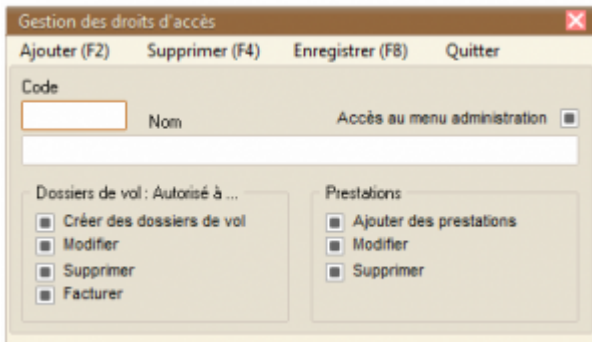 Gestion des droits d'accès
Ajouter (F2) Supprimer (F4) Enregistrer (F8) Quitter
Code
Nom Accès au menu administration
Dossiers de vol : Autorisé à ... Prestations
Créer des dossiers de vol Ajouter des prestations
Modifier Modifier
Supprimer Supprimer
Facturer